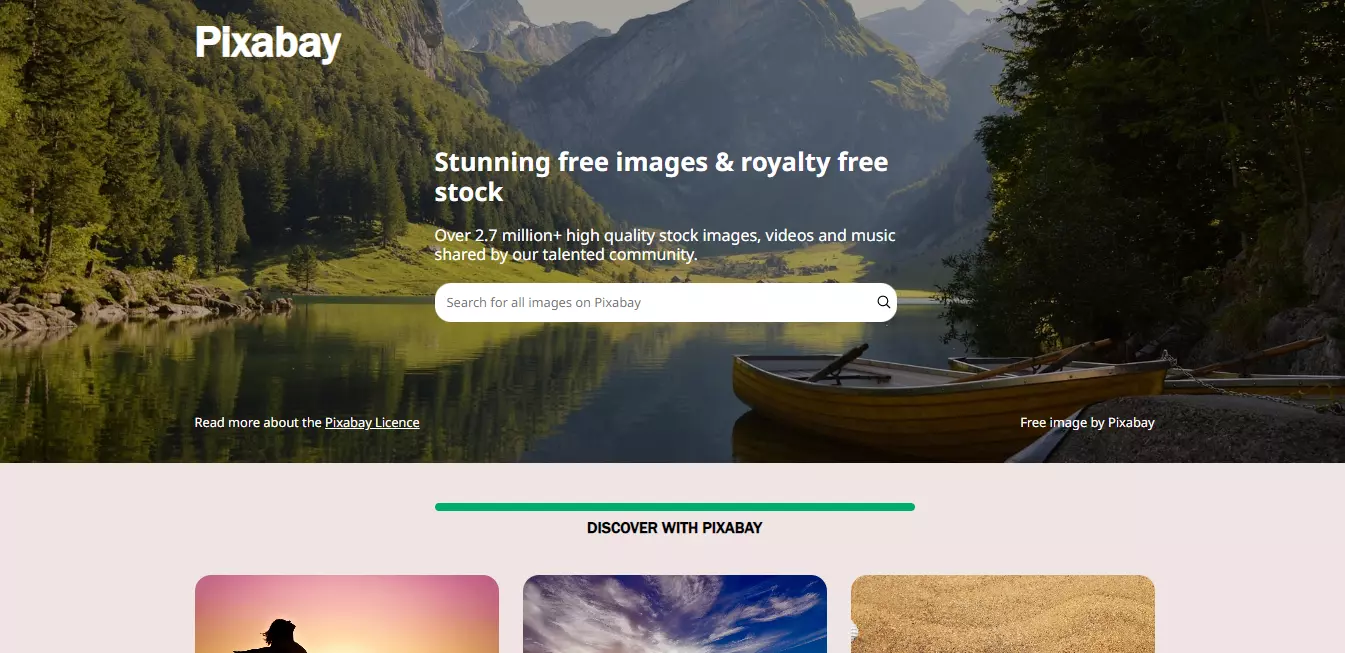 Pixabay
Stunning free images & royalty free
stock
Over 2.7 million+ high quality stock images, videos and music
shared by our talented community.
Search for all images on Pixabay
Read more about the Pixabay Licence
Free image by Pixabay
DISCOVER WITH PIXABAY